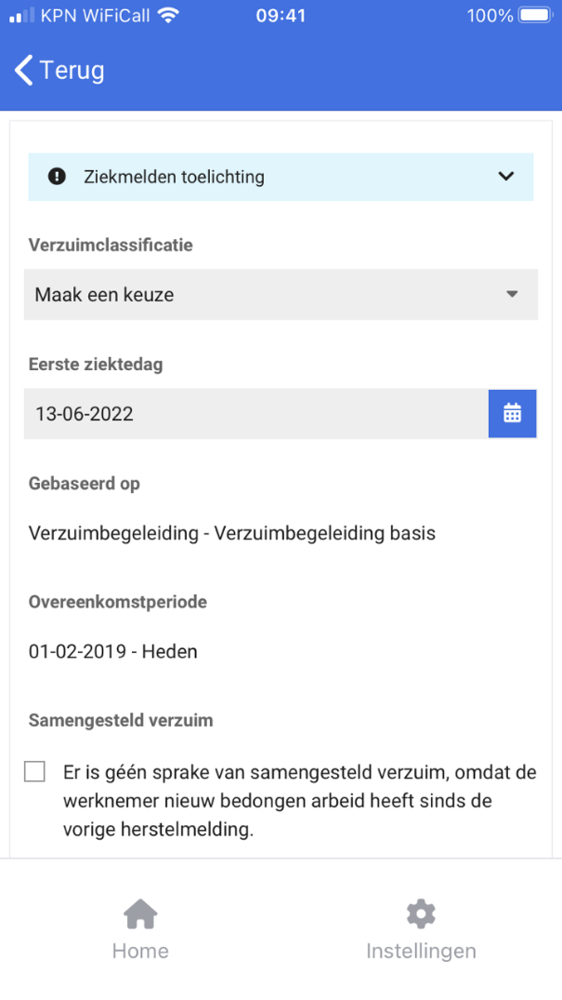 KPN WiFiCall 09:41 100%
Terug
Ziekmelden toelichting
Verzuimclassificatie
Maak een keuze
Eerste ziektedag
13-06-2022
Gebaseerd op
Verzuimbegeleiding - Verzuimbegeleiding basis
Overeenkomstperiode
01-02-2019 - Heden
Samengesteld verzuim
Er is géén sprake van samengesteld verzuim, omdat de
werknemer nieuw bedongen arbeid heeft sinds de
vorige herstelmelding.
Home Instellingen